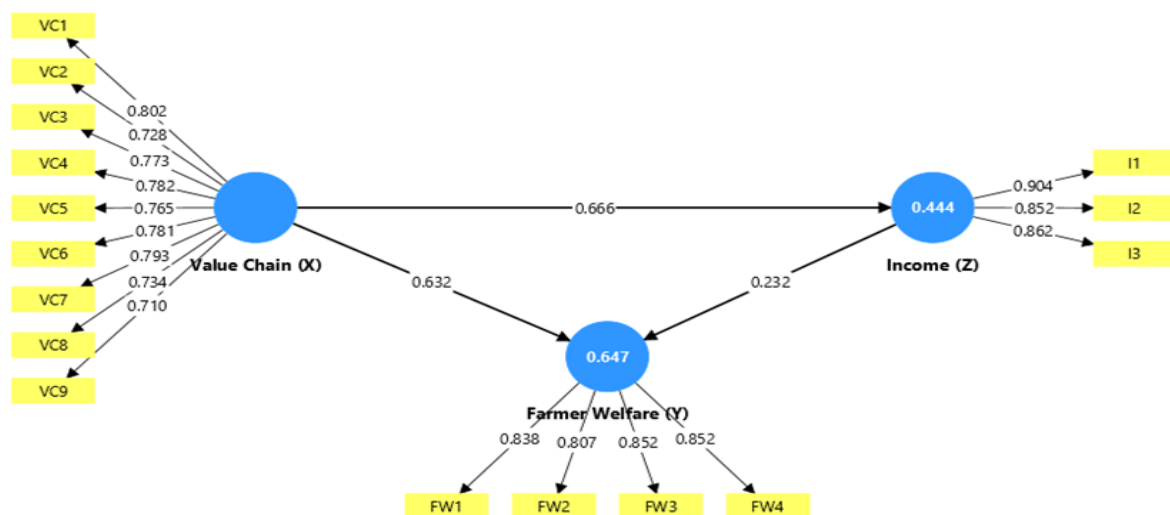 VC1
VC2
VC3
VC4
VC5
VC6
VC7
VC8
VC9
0.802
0.728
0.773
0.782
0.765
0.781
0.793
0.734
0.710
Value Chain (X)
0.666
0.632
0.232
0.444
Income (Z)
0.904
0.852
0.862
I1
I2
I3
0.647
Farmer Welfare (Y)
0.838
0.807
0.852
0.852
FW1
FW2
FW3
FW4